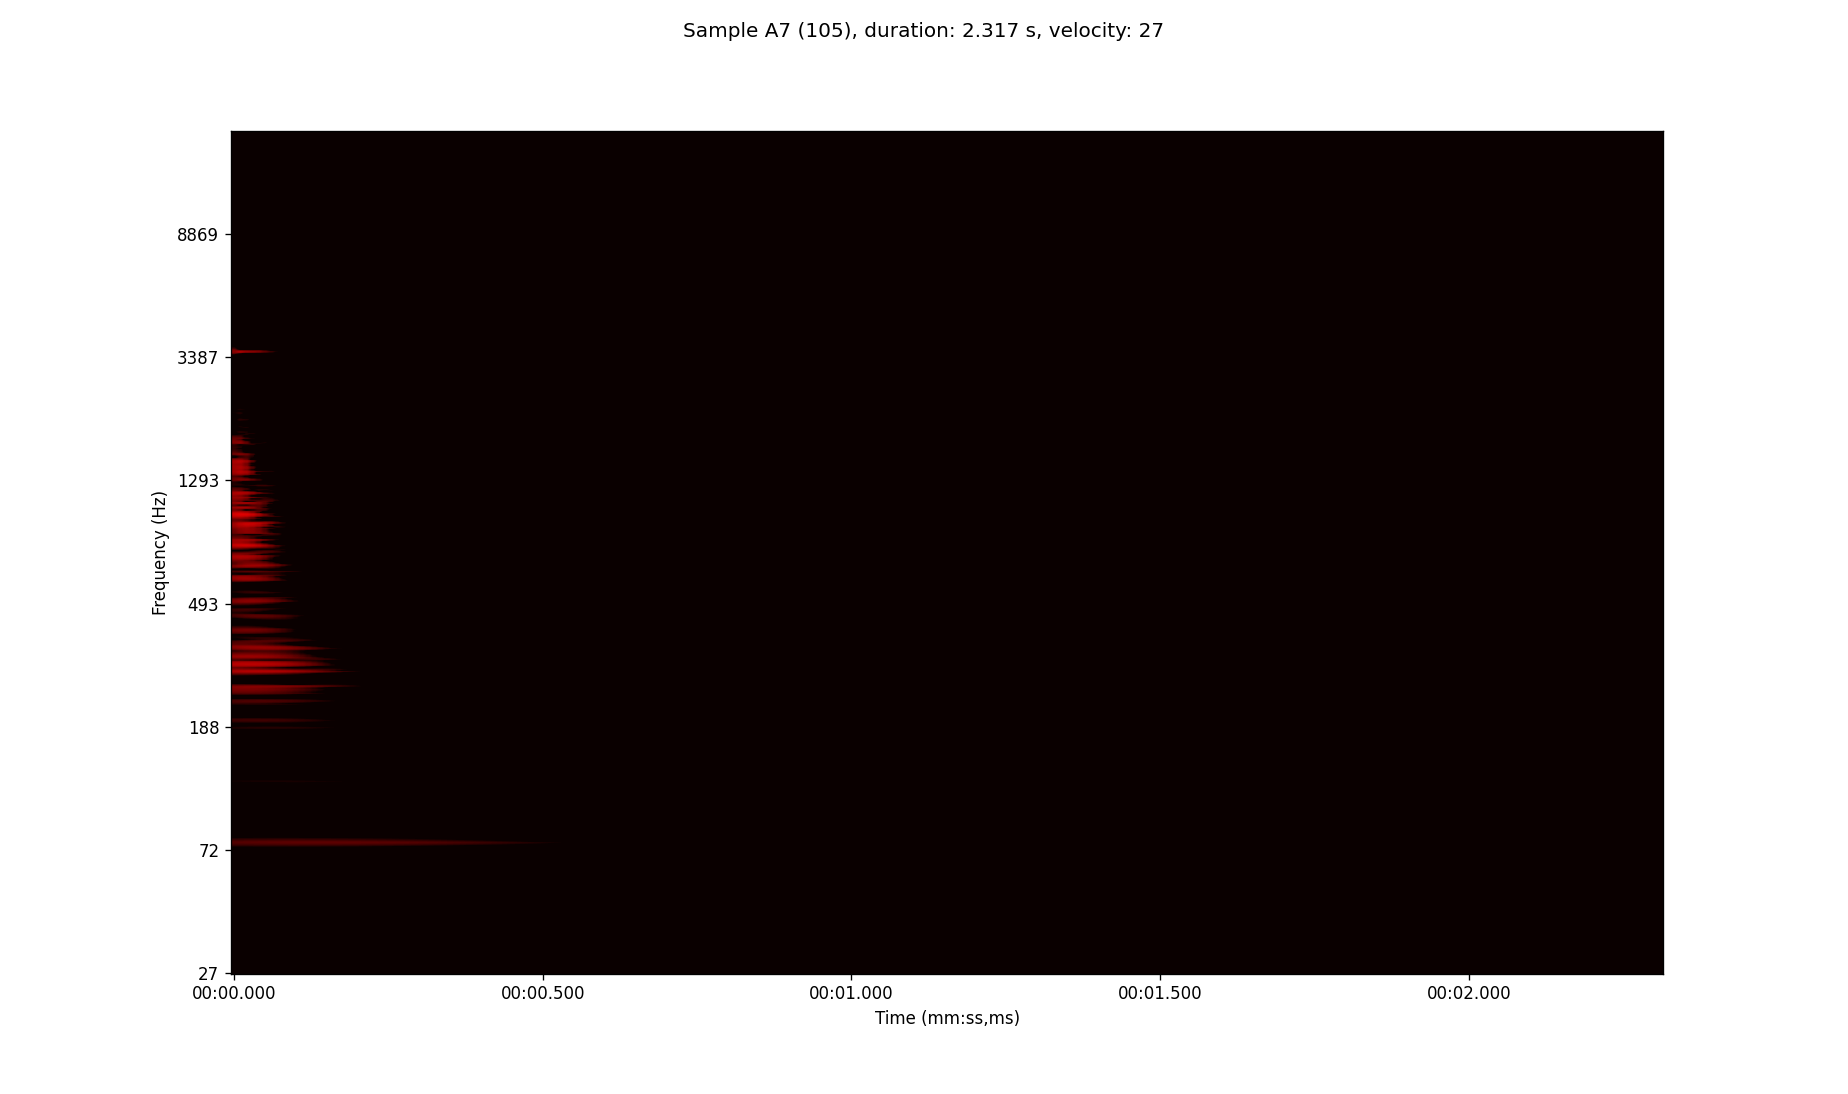 Sample A7 (105), duration: 2.317 s, velocity: 27
8869
3387
1293
493
188
72
27
Frequency (Hz)
00:00.000 00:00.500 00:01.000 00:01.500 00:02.000
Time (mm:ss,ms)